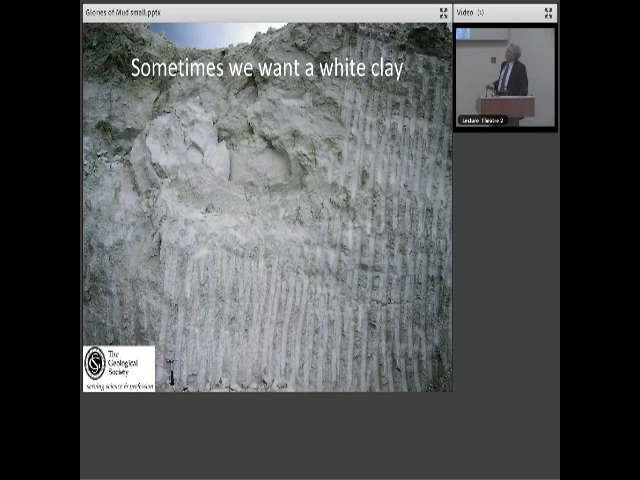 Glories of Mud small.pptx
Video (1)
Sometimes we want a white clay
Lecture Theatre 2
The
Geological
Society
serving science & profession